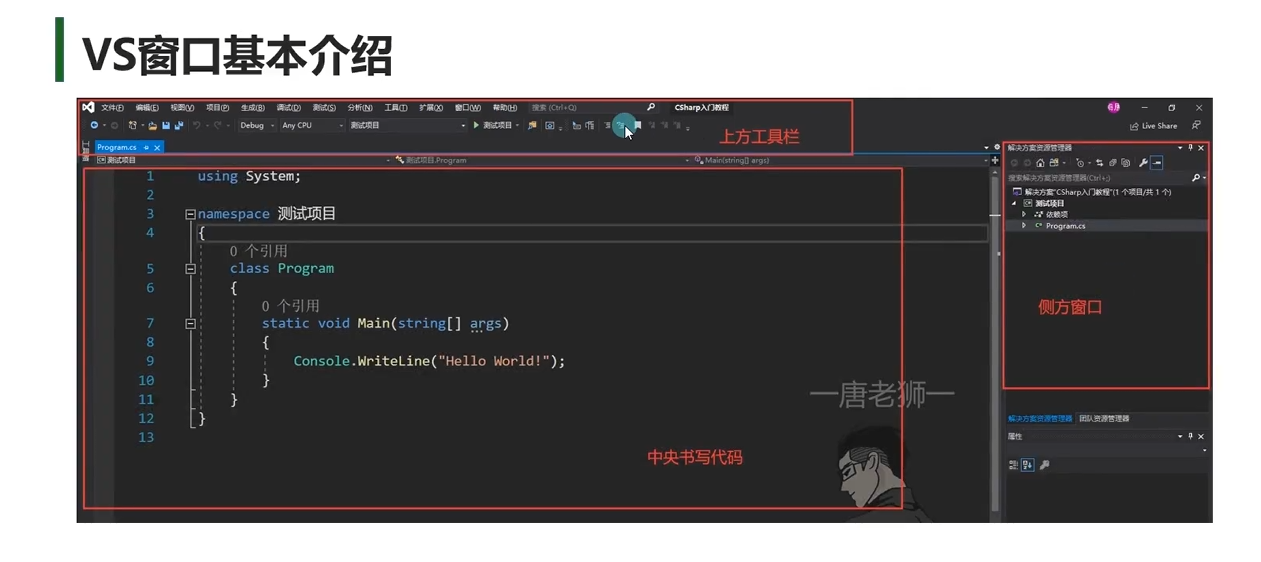 VS窗口基本介绍
文件(F) 编辑(E) 视图(V) 项目(P) 生成(B) 调试(D) 测试(S) 分析(N) 工具(T) 扩展(X) 窗口(W) 帮助(H) 搜索 (Ctrl+Q) CSharp入门教程
Debug Any CPU 测试项目 测试项目 Live Share
上方工具栏
Program.cs 解决方案资源管理器
测试项目 测试项目.Program Main(string[] args)
搜索解决方案资源管理器(Ctrl+;)
解决方案"CSharp入门教程"(1 个项目/共 1 个)
测试项目
依赖项
Program.cs
侧方窗口
1 using System;
2
3 namespace 测试项目
4 {
0 个引用
5 class Program
6 {
0 个引用
7 static void Main(string[] args)
8 {
9 Console.WriteLine("Hello World!");
10 }
11 }
12 }
13
一唐老狮一
中央书写代码
解决方案资源管理器 团队资源管理器
属性